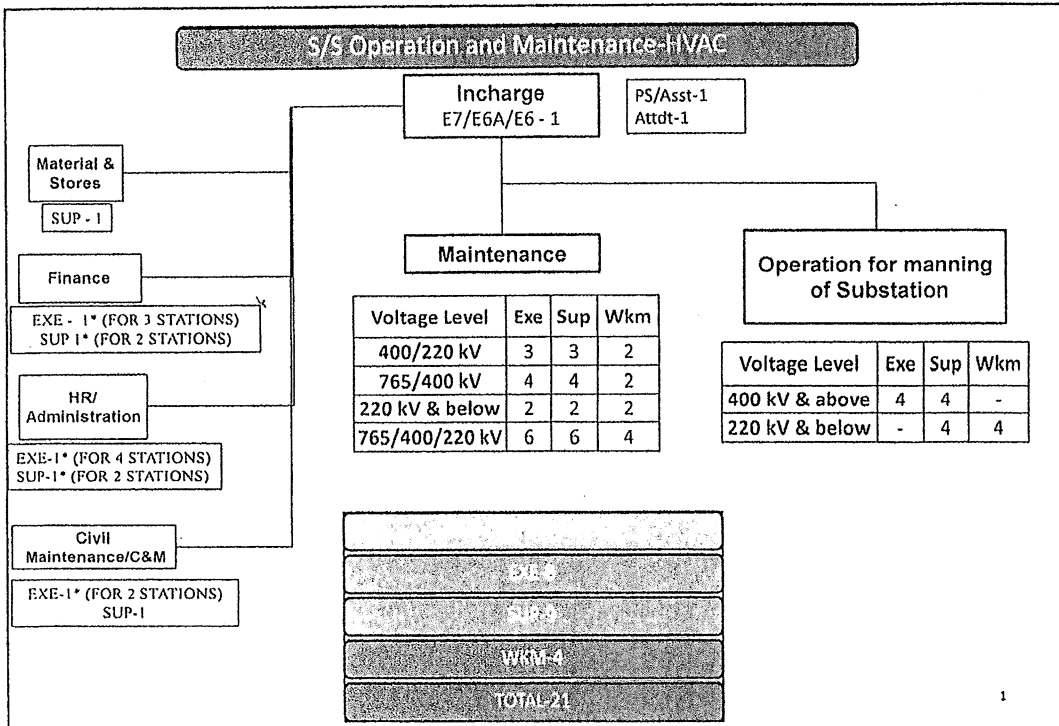 S/S Operation and Maintenance-HVAC
Incharge
E7/E6A/E6 - 1
PS/Asst-1
Attdt-1
Material &
Stores
SUP - 1
Finance
EXE - 1* (FOR 3 STATIONS)
SUP 1* (FOR 2 STATIONS)
HR/
Administration
EXE-1* (FOR 4 STATIONS)
SUP-1* (FOR 2 STATIONS)
Civil
Maintenance/C&M
EXE-1* (FOR 2 STATIONS)
SUP-1
Maintenance
Voltage Level Exe Sup Wkm
400/220 kV 3 3 2
765/400 kV 4 4 2
220 kV & below 2 2 2
765/400/220 kV 6 6 4
Operation for manning
of Substation
Voltage Level Exe Sup Wkm
400 kV & above 4 4 -
220 kV & below - 4 4
SUP-9
WKM-4
TOTAL-21
1